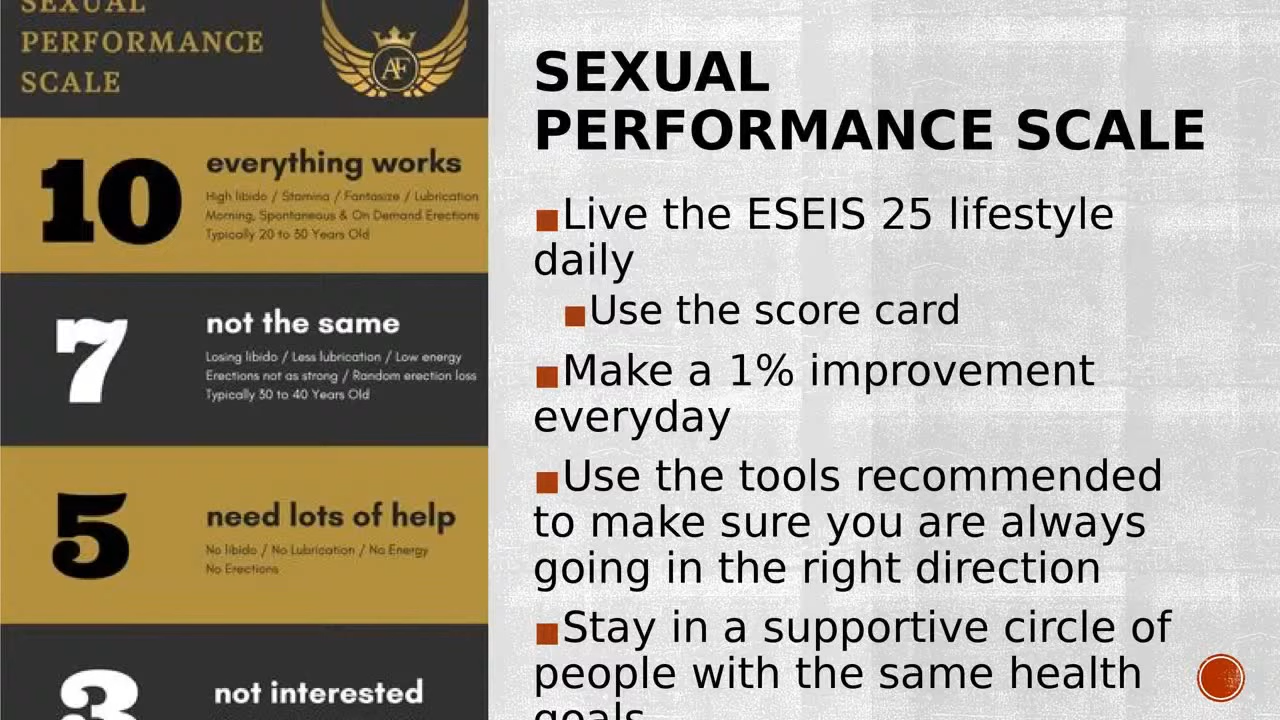 SEXUAL
PERFORMANCE
SCALE
AF
10
everything works
High libido / Stamina / Fantasize / Lubrication
Morning, Spontaneous & On Demand Erections
Typically 20 to 30 Years Old
7
not the same
Losing libido / Less lubrication / Low energy
Erections not as strong / Random erection loss
Typically 30 to 40 Years Old
5
need lots of help
No libido / No Lubrication / No Energy
No Erections
3
not interested
SEXUAL
PERFORMANCE SCALE
Live the ESEIS 25 lifestyle
daily
Use the score card
Make a 1% improvement
everyday
Use the tools recommended
to make sure you are always
going in the right direction
Stay in a supportive circle of
people with the same health
goals